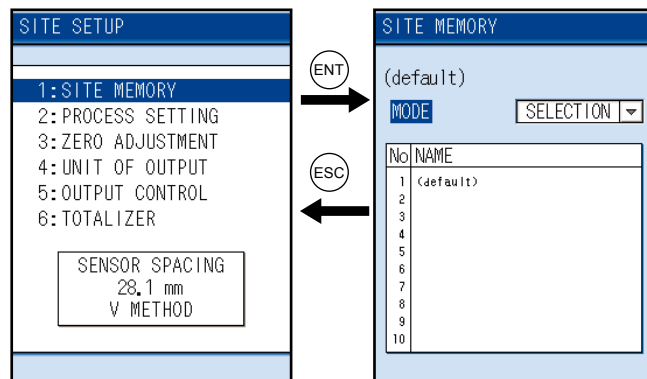 SITE SETUP
1:SITE MEMORY
2:PROCESS SETTING
3:ZERO ADJUSTMENT
4:UNIT OF OUTPUT
5:OUTPUT CONTROL
6:TOTALIZER
SENSOR SPACING
28.1 mm
V METHOD
ENT
ESC
SITE MEMORY
(default)
MODE SELECTION
No NAME
1 (default)
2
3
4
5
6
7
8
9
10